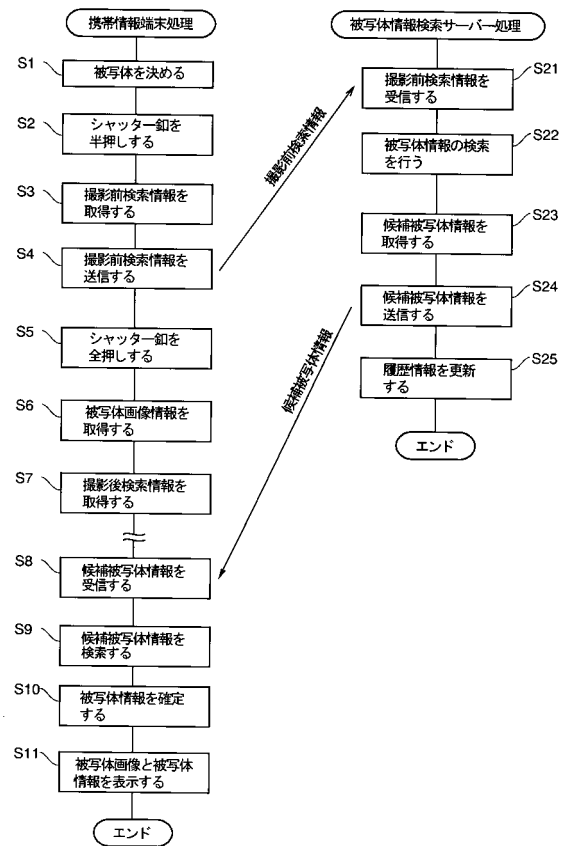 携帯情報端末処理
S1
被写体を決める
S2
シャッター釦を
半押しする
S3
撮影前検索情報を
取得する
S4
撮影前検索情報を
送信する
S5
シャッター釦を
全押しする
S6
被写体画像情報を
取得する
S7
撮影後検索情報を
取得する
S8
候補被写体情報を
受信する
S9
候補被写体情報を
検索する
S10
被写体情報を確定
する
S11
被写体画像と被写体
情報を表示する
エンド
撮影前検索情報
候補被写体情報
被写体情報検索サーバー処理
S21
撮影前検索情報を
受信する
S22
被写体情報の検索
を行う
S23
候補被写体情報を
取得する
S24
候補被写体情報を
送信する
S25
履歴情報を更新
する
エンド